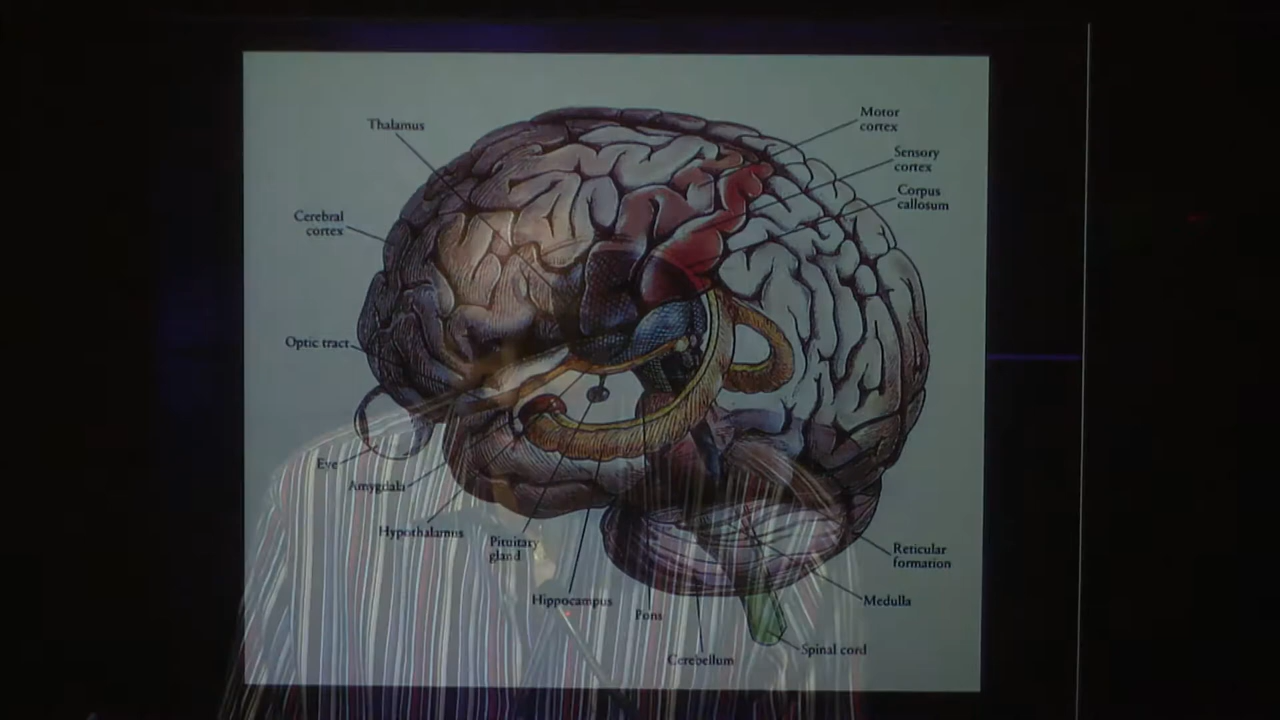 Thalamus
Motor
cortex
Sensory
cortex
Corpus
callosum
Cerebral
cortex
Optic tract
Eye
Amygdala
Hypothalamus
Pituitary
gland
Hippocampus
Pons
Cerebellum
Reticular
formation
Medulla
Spinal cord